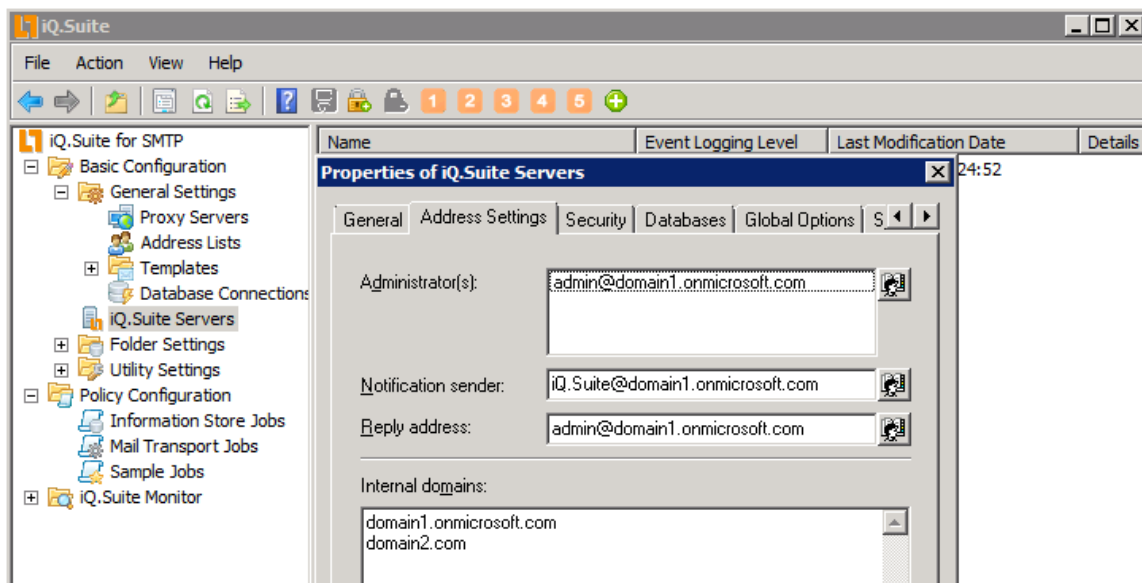 iQ.Suite
File Action View Help
1 2 3 4 5
iQ.Suite for SMTP
Basic Configuration
General Settings
Proxy Servers
Address Lists
Templates
Database Connections
iQ.Suite Servers
Folder Settings
Utility Settings
Policy Configuration
Information Store Jobs
Mail Transport Jobs
Sample Jobs
iQ.Suite Monitor
Name Event Logging Level Last Modification Date Details
24:52
Properties of iQ.Suite Servers
General Address Settings Security Databases Global Options S
Administrator(s): admin@domain1.onmicrosoft.com
Notification sender: iQ.Suite@domain1.onmicrosoft.com
Reply address: admin@domain1.onmicrosoft.com
Internal domains:
domain1.onmicrosoft.com
domain2.com